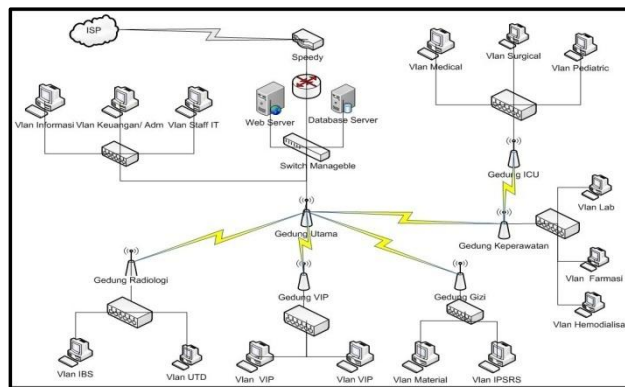 ISP
Speedy
Vlan Medical
Vlan Surgical
Vlan Pediatric
Vlan Informasi
Vlan Keuangan/ Adm
Vlan Staff IT
Web Server
Database Server
Switch Manageble
Gedung ICU
Gedung Utama
Gedung Keperawatan
Vlan Lab
Vlan Farmasi
Vlan Hemodialisa
Gedung Radiologi
Gedung VIP
Gedung Gizi
Vlan IBS
Vlan UTD
Vlan VIP
Vlan VIP
Vlan Material
Vlan IPSRS